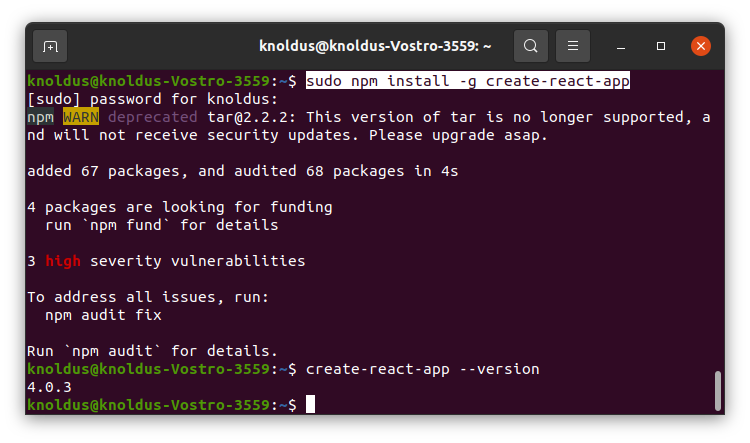 knoldus@knoldus-Vostro-3559: ~
knoldus@knoldus-Vostro-3559:~$ sudo npm install -g create-react-app
[sudo] password for knoldus:
npm WARN deprecated tar@2.2.2: This version of tar is no longer supported, a
nd will not receive security updates. Please upgrade asap.
added 67 packages, and audited 68 packages in 4s
4 packages are looking for funding
  run `npm fund` for details
3 high severity vulnerabilities
To address all issues, run:
  npm audit fix
Run `npm audit` for details.
knoldus@knoldus-Vostro-3559:~$ create-react-app --version
4.0.3
knoldus@knoldus-Vostro-3559:~$